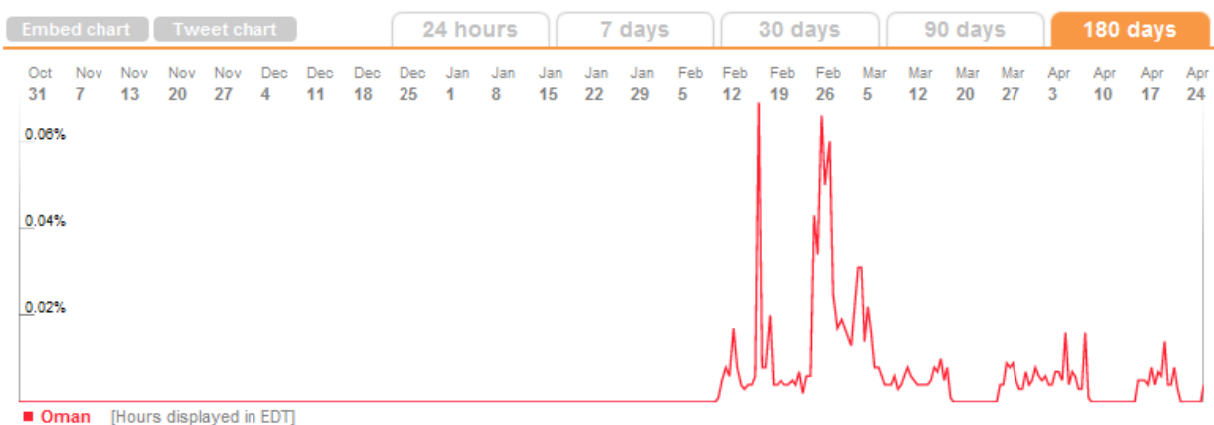 Embed chart Tweet chart 24 hours 7 days 30 days 90 days 180 days
Oct Nov Nov Nov Nov Dec Dec Dec Dec Jan Jan Jan Jan Jan Feb Feb Feb Feb Mar Mar Mar Mar Apr Apr Apr Apr
31 7 13 20 27 4 11 18 25 1 8 15 22 29 5 12 19 26 5 12 20 27 3 10 17 24
0.06%
0.04%
0.02%
Oman [Hours displayed in EDT]